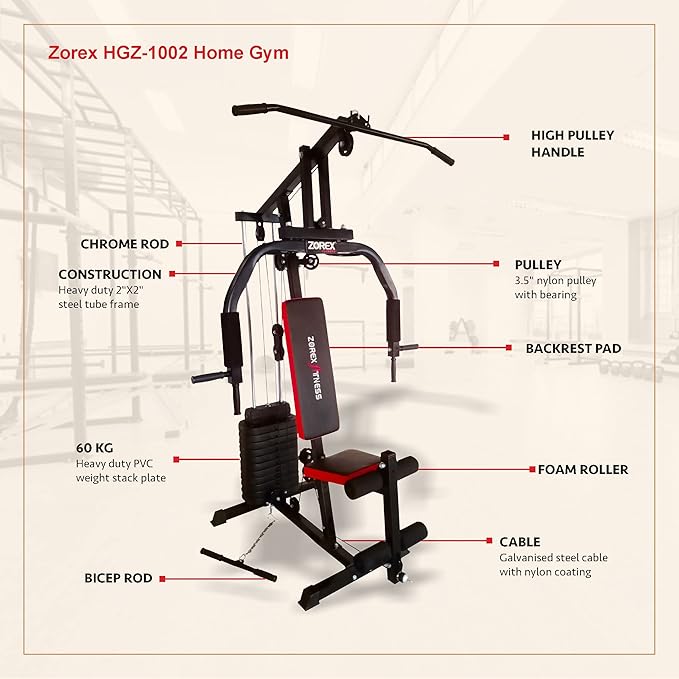 Zorex HGZ-1002 Home Gym
HIGH PULLEY
HANDLE
CHROME ROD
ZOREX
CONSTRUCTION
Heavy duty 2"X2"
steel tube frame
PULLEY
3.5" nylon pulley
with bearing
BACKREST PAD
ZOREX FITNESS
60 KG
Heavy duty PVC
weight stack plate
FOAM ROLLER
CABLE
Galvanised steel cable
with nylon coating
BICEP ROD